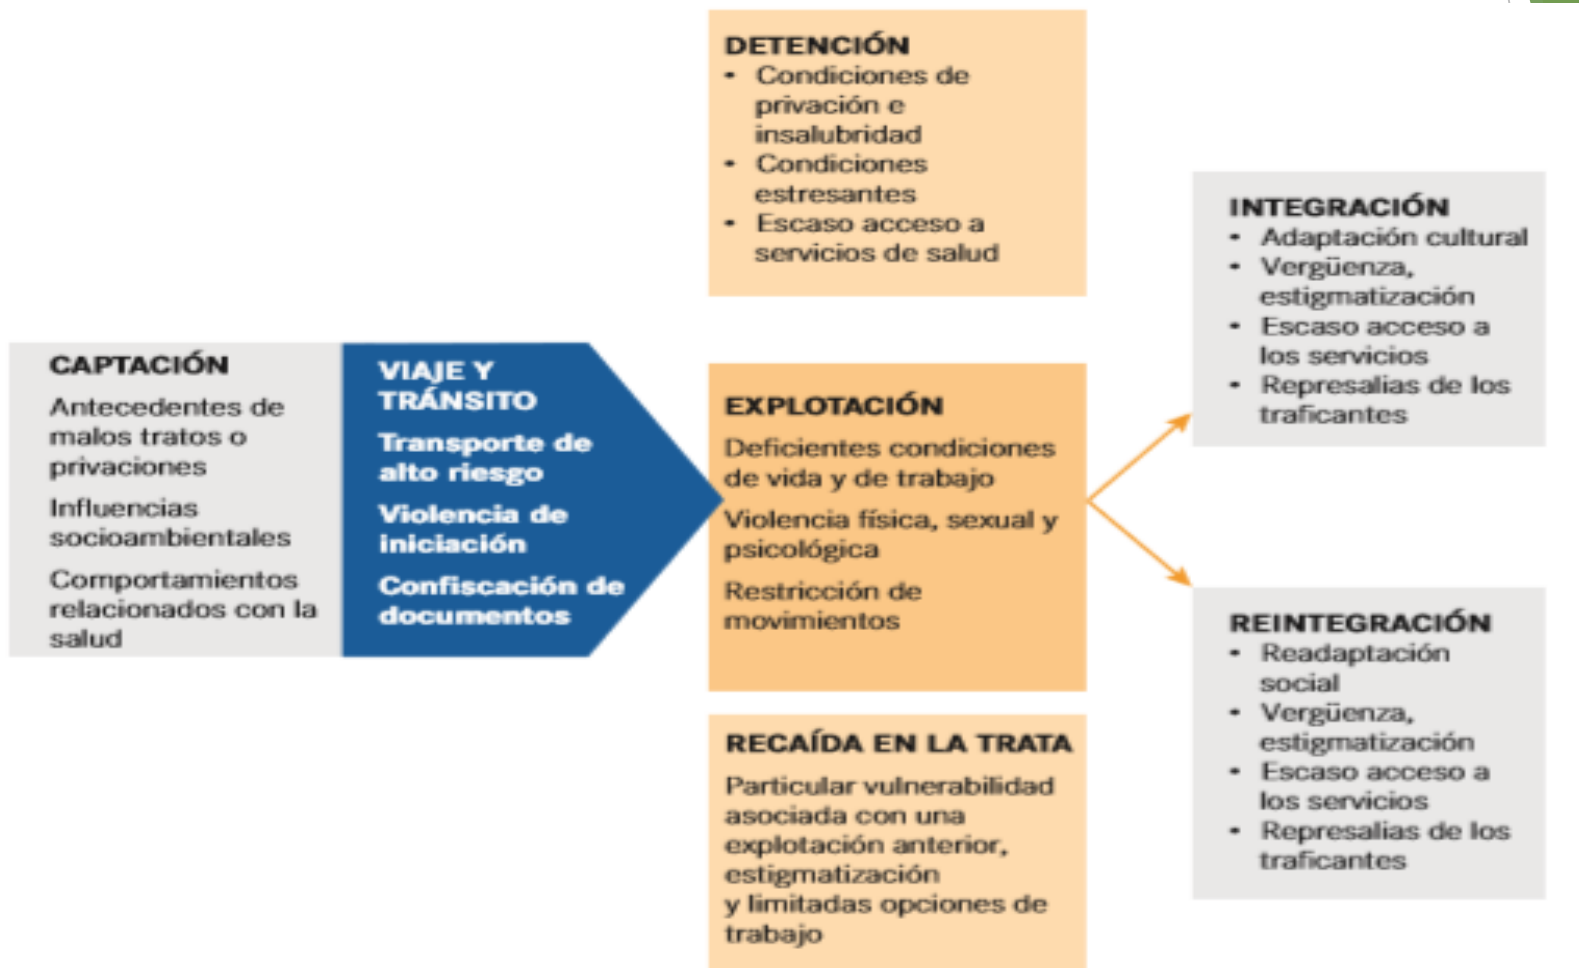 CAPTACIÓN
Antecedentes de
malos tratos o
privaciones
Influencias
socioambientales
Comportamientos
relacionados con la
salud
VIAJE Y
TRÁNSITO
Transporte de
alto riesgo
Violencia de
iniciación
Confiscación de
documentos
DETENCIÓN
• Condiciones de
privación e
insalubridad
• Condiciones
estresantes
• Escaso acceso a
servicios de salud
EXPLOTACIÓN
Deficientes condiciones
de vida y de trabajo
Violencia física, sexual y
psicológica
Restricción de
movimientos
RECAÍDA EN LA TRATA
Particular vulnerabilidad
asociada con una
explotación anterior,
estigmatización
y limitadas opciones de
trabajo
INTEGRACIÓN
• Adaptación cultural
• Vergüenza,
estigmatización
• Escaso acceso a
los servicios
• Represalias de los
traficantes
REINTEGRACIÓN
• Readaptación
social
• Vergüenza,
estigmatización
• Escaso acceso a
los servicios
• Represalias de los
traficantes